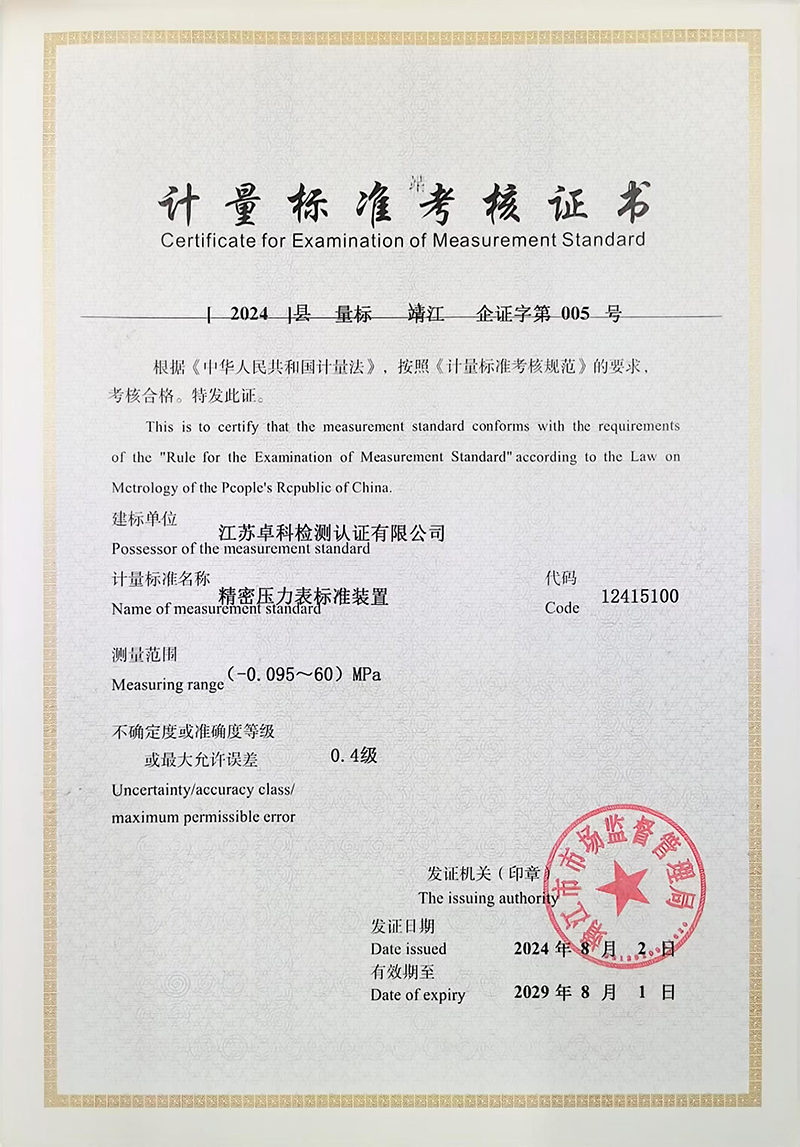 靖
计量标准考核证书
Certificate for Examination of Measurement Standard
[ 2024 ]县 量标 靖江 企证字第 005 号
根据《中华人民共和国计量法》，按照《计量标准考核规范》的要求，
考核合格。特发此证。
This is to certify that the measurement standard conforms with the requirements
of the "Rule for the Examination of Measurement Standard" according to the Law on
Metrology of the People's Republic of China.
建标单位 江苏卓科检测认证有限公司
Possessor of the measurement standard
计量标准名称 精密压力表标准装置 代码 12415100
Name of measurement standard Code
测量范围 (-0.095～60) MPa
Measuring range
不确定度或准确度等级
或最大允许误差 0.4级
Uncertainty/accuracy class/
maximum permissible error
靖江市市场监督管理局
发证机关（印章）
The issuing authority
发证日期
Date issued 2024 年 8 月 2 日
有效期至
Date of expiry 2029 年 8 月 1 日